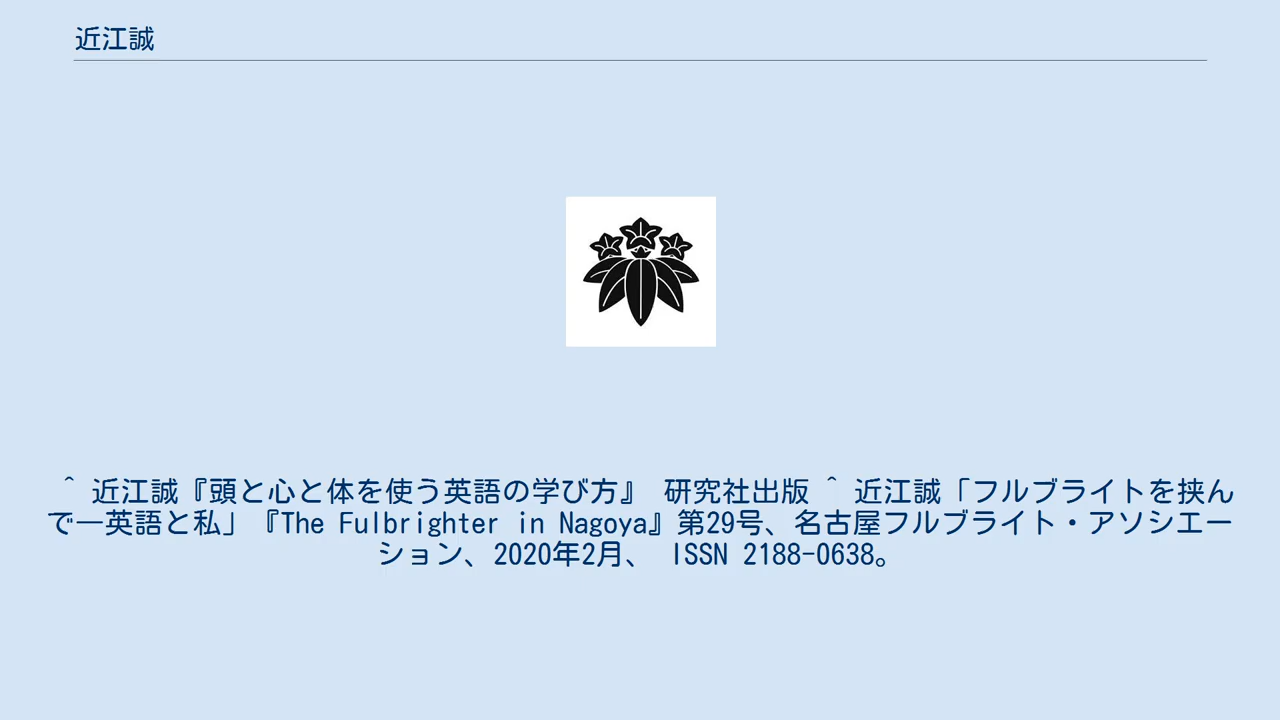 近江誠
^ 近江誠『頭と心と体を使う英語の学び方』 研究社出版 ^ 近江誠「フルブライトを挟ん
で―英語と私」『The Fulbrighter in Nagoya』第29号、名古屋フルブライト・アソシエー
ション、2020年2月、 ISSN 2188-0638。